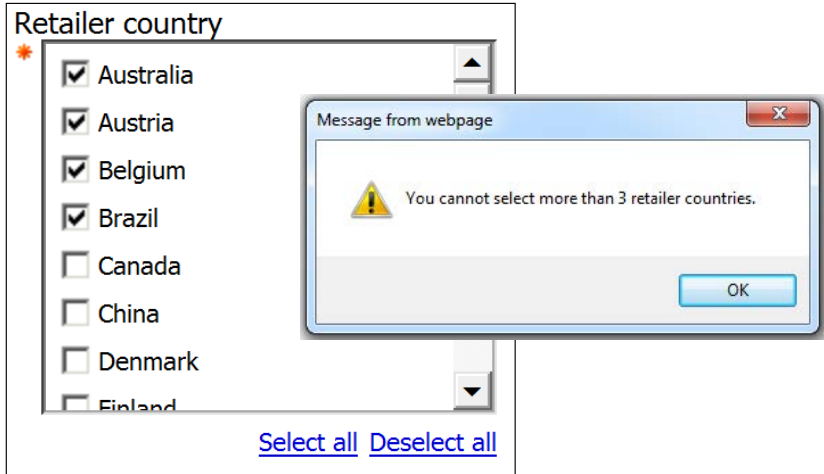 Retailer country
Australia
Austria
Belgium
Brazil
Canada
China
Denmark
Finland
Select all Deselect all
Message from webpage
You cannot select more than 3 retailer countries.
OK